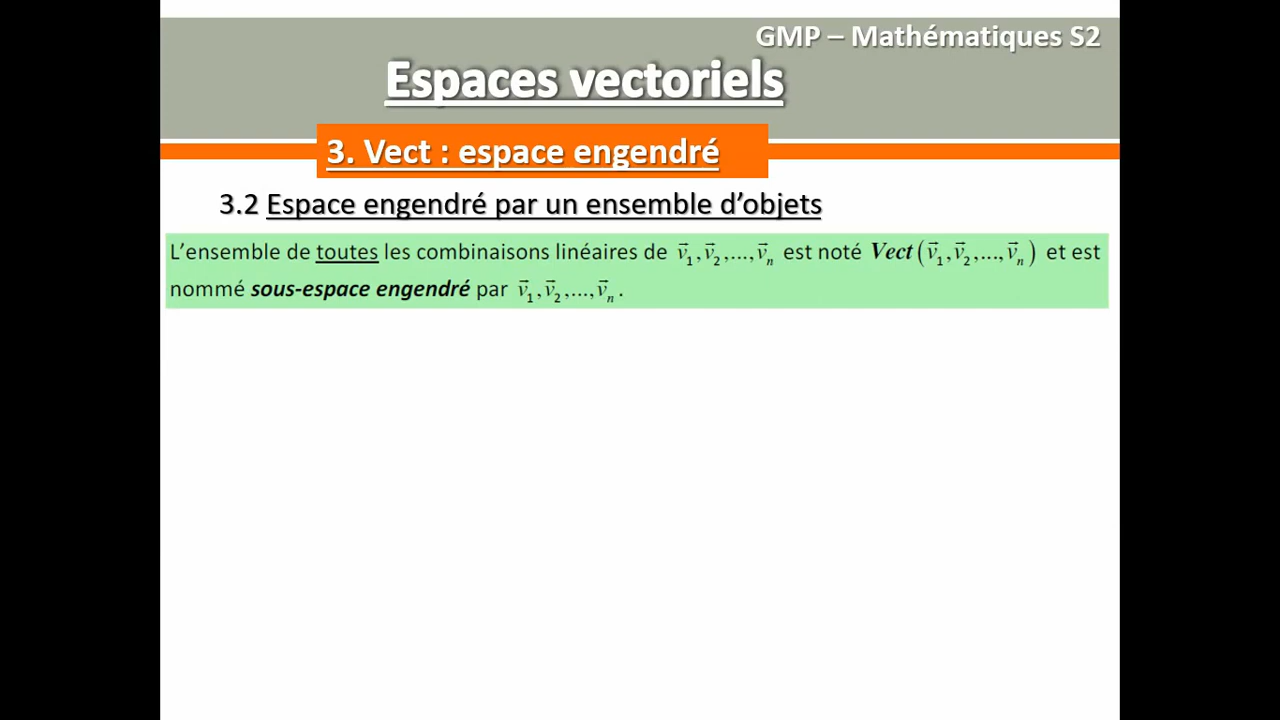 GMP – Mathématiques S2
Espaces vectoriels
3. Vect : espace engendré
3.2 Espace engendré par un ensemble d’objets
L’ensemble de toutes les combinaisons linéaires de v⃗₁, v⃗₂,..., v⃗ₙ est noté Vect(v⃗₁, v⃗₂,..., v⃗ₙ) et est
nommé sous-espace engendré par v⃗₁, v⃗₂,..., v⃗ₙ.